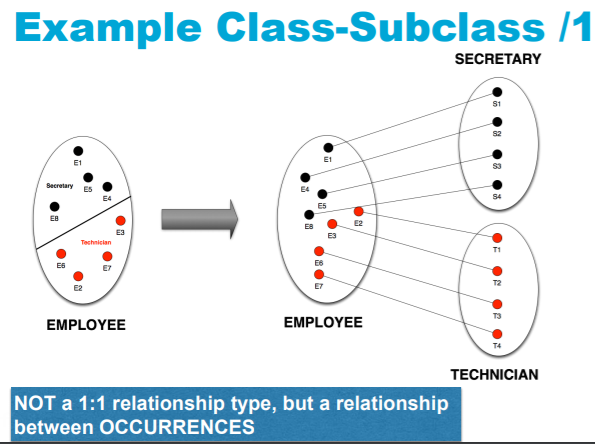 Example Class-Subclass /1
SECRETARY
S1
S2
S3
S4
E1
Secretary
E5
E4
E8
E3
Technician
E6
E7
E2
EMPLOYEE
E1
E4
E5
E8
E2
E3
E6
E7
EMPLOYEE
T1
T2
T3
T4
TECHNICIAN
NOT a 1:1 relationship type, but a relationship
between OCCURRENCES